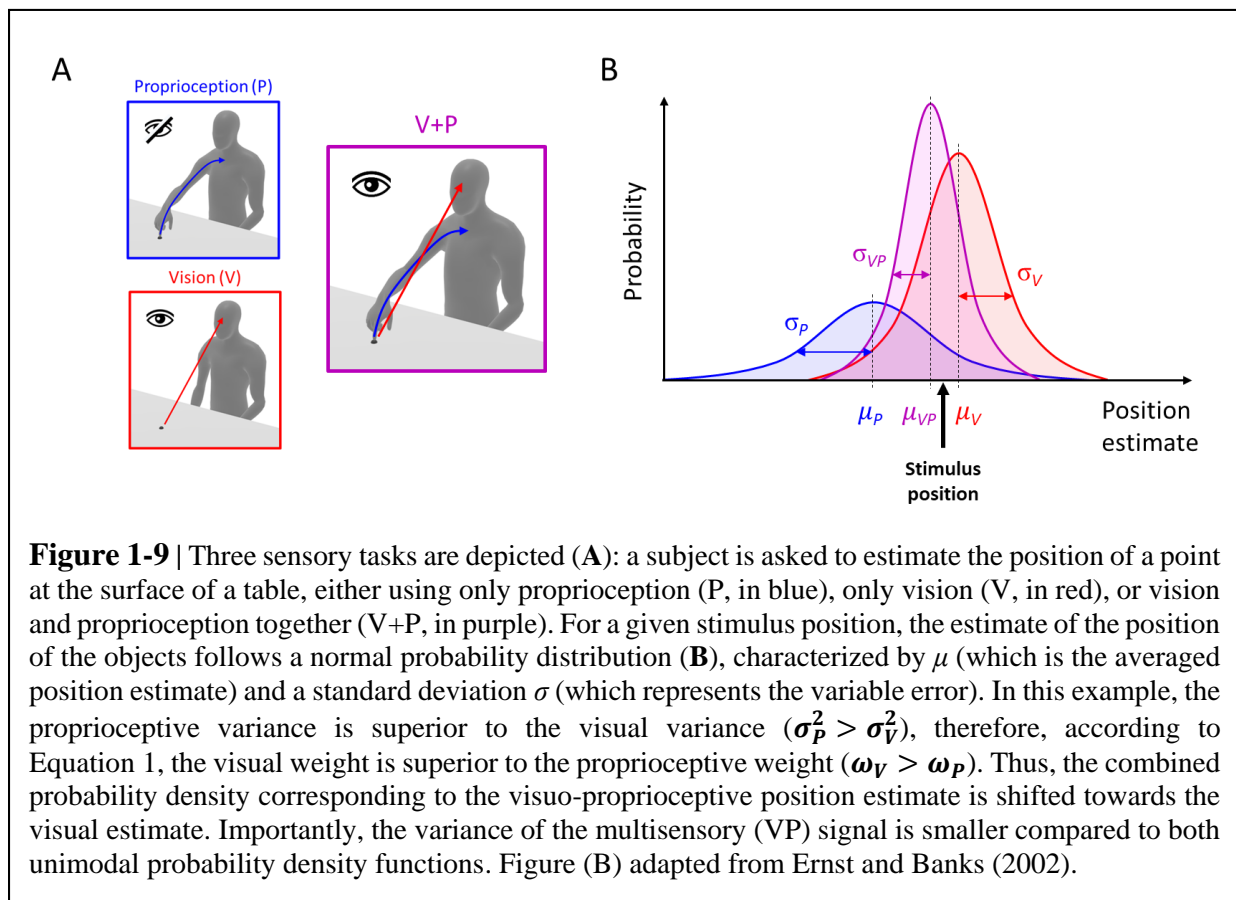 A
B
Proprioception (P)
V+P
Vision (V)
Probability
σVP
σV
σP
μP
μVP
μV
Position
estimate
Stimulus
position
Figure 1-9 | Three sensory tasks are depicted (A): a subject is asked to estimate the position of a point
at the surface of a table, either using only proprioception (P, in blue), only vision (V, in red), or vision
and proprioception together (V+P, in purple). For a given stimulus position, the estimate of the position
of the objects follows a normal probability distribution (B), characterized by μ (which is the averaged
position estimate) and a standard deviation σ (which represents the variable error). In this example, the
proprioceptive variance is superior to the visual variance (σ²P > σ²V), therefore, according to
Equation 1, the visual weight is superior to the proprioceptive weight (ωV > ωP). Thus, the combined
probability density corresponding to the visuo-proprioceptive position estimate is shifted towards the
visual estimate. Importantly, the variance of the multisensory (VP) signal is smaller compared to both
unimodal probability density functions. Figure (B) adapted from Ernst and Banks (2002).